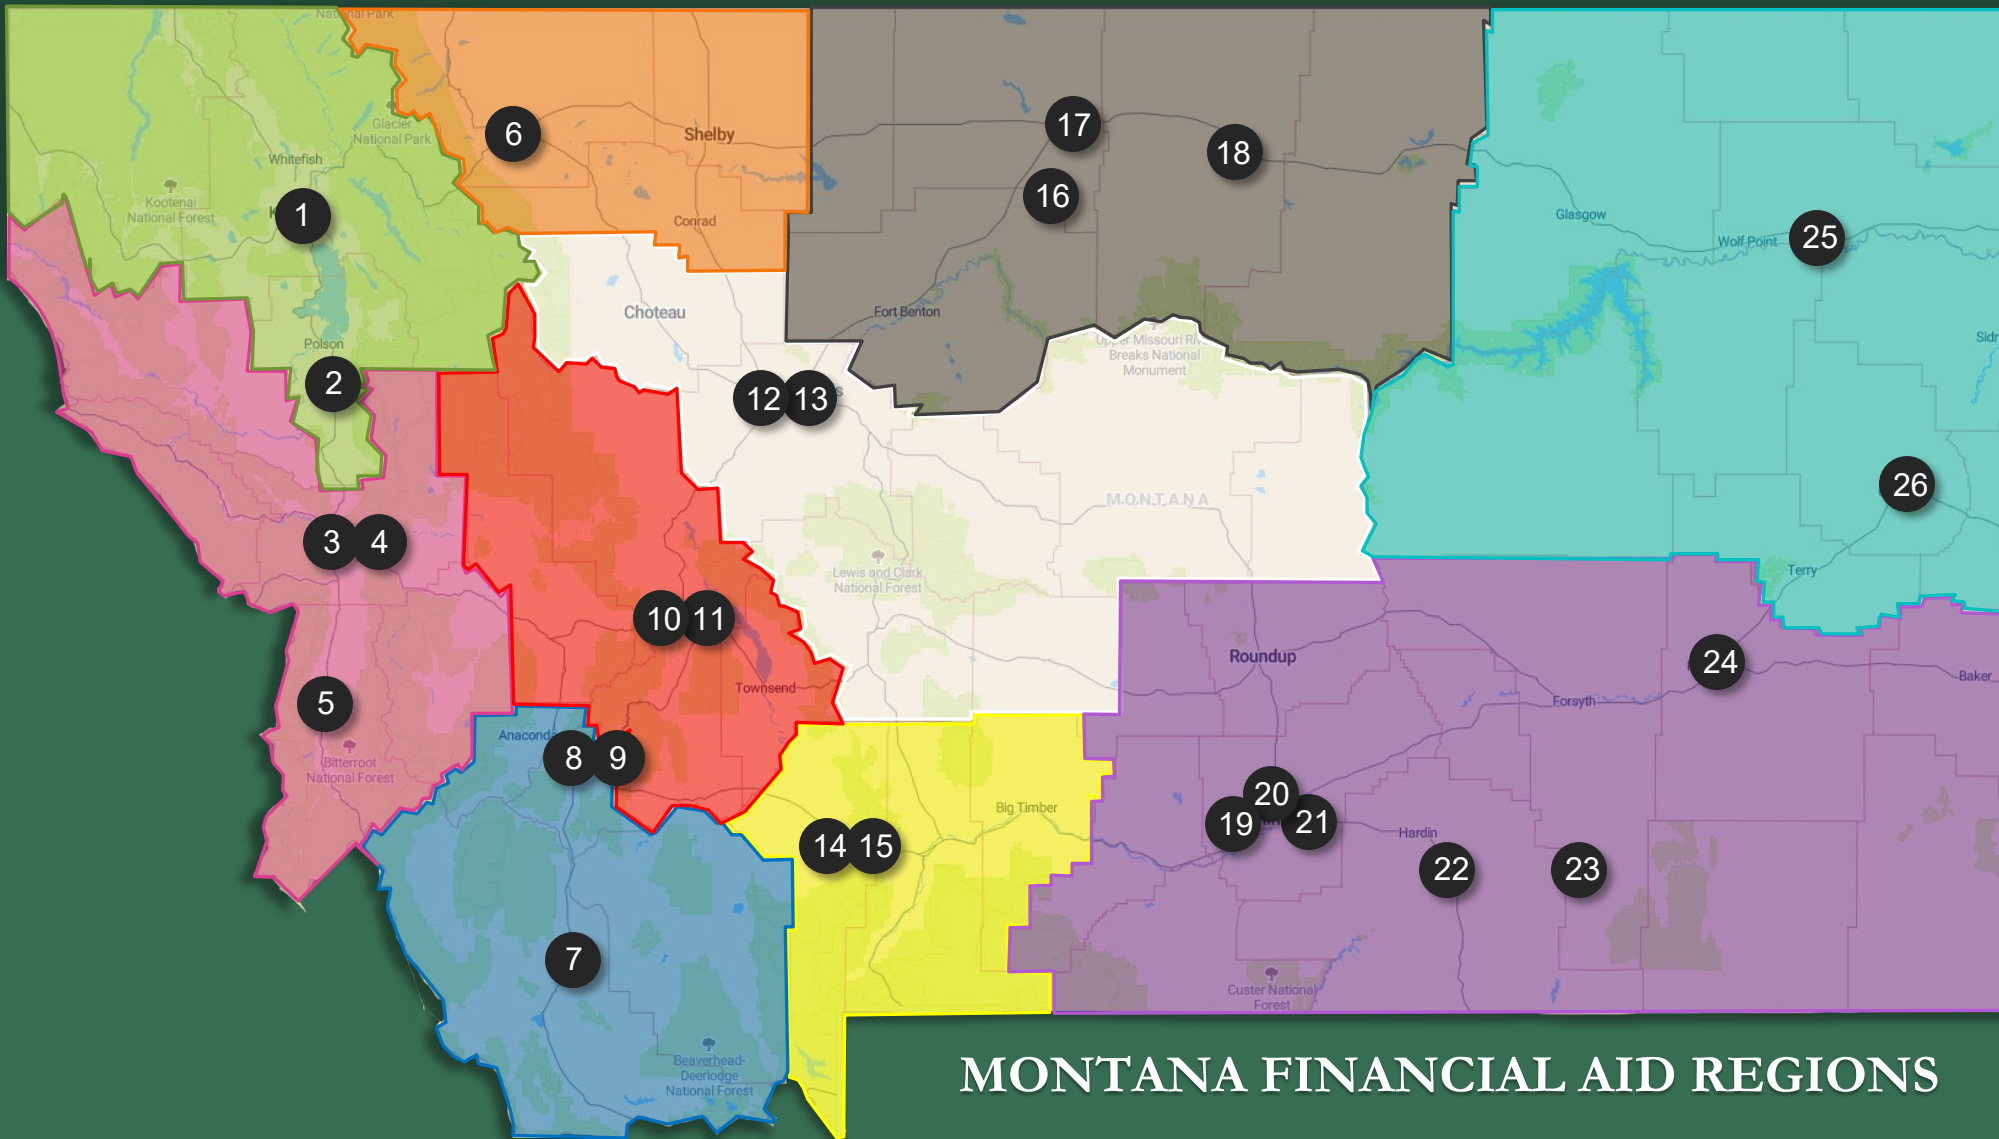 National Park
6
Shelby
17
18
Glacier
National Park
Whitefish
Kootenai
National Forest
16
1
Glasgow
Conrad
Wolf Point
25
Choteau
Fort Benton
Polson
Upper Missouri Riv
Breaks National
Monument
Sidn
2
12
13
s
26
MONTANA
3
4
Lewis and Clark
National Forest
Terry
10
11
Roundup
24
Baker
Townsend
5
Forsyth
Anaconda
8
9
Bitterroot
National Forest
20
Big Timber
19
21
Hardin
14
15
22
23
7
Custer National
Forest
Beaverhead-
Deerlodge
National Forest
MONTANA FINANCIAL AID REGIONS